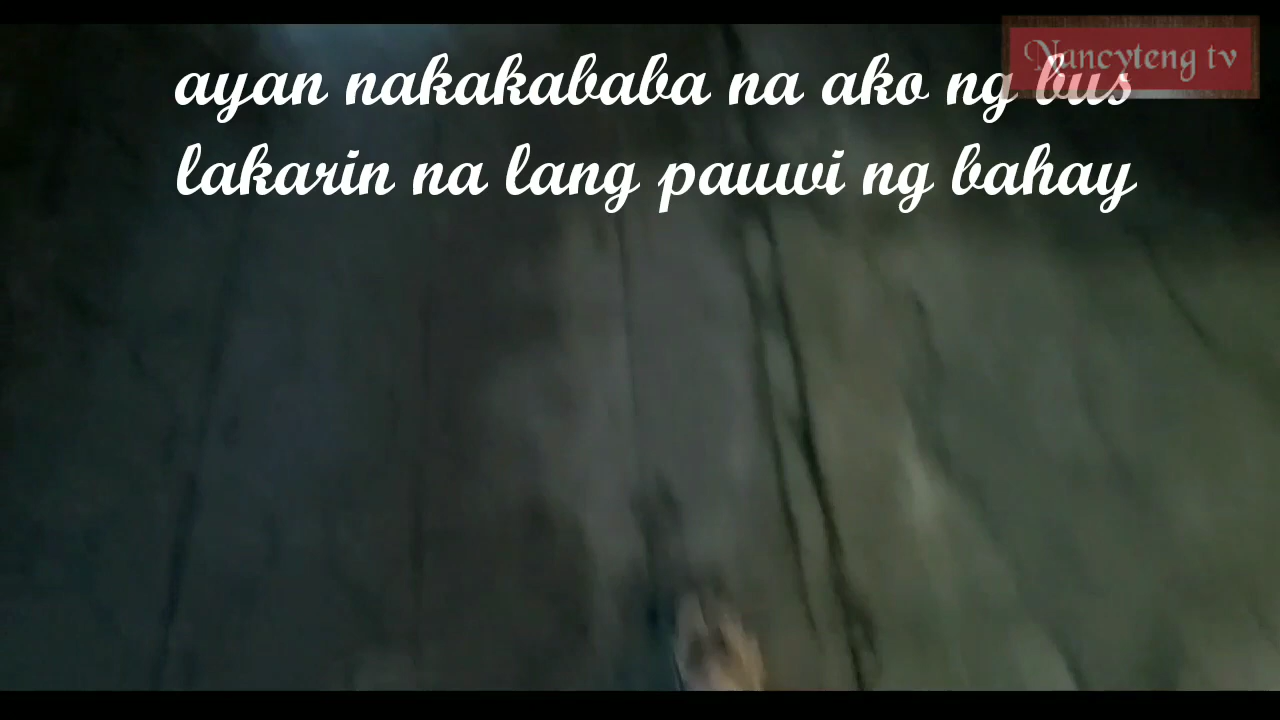 Nancyteng tv
ayan nakakababa na ako ng bus
lakarin na lang pauwi ng bahay